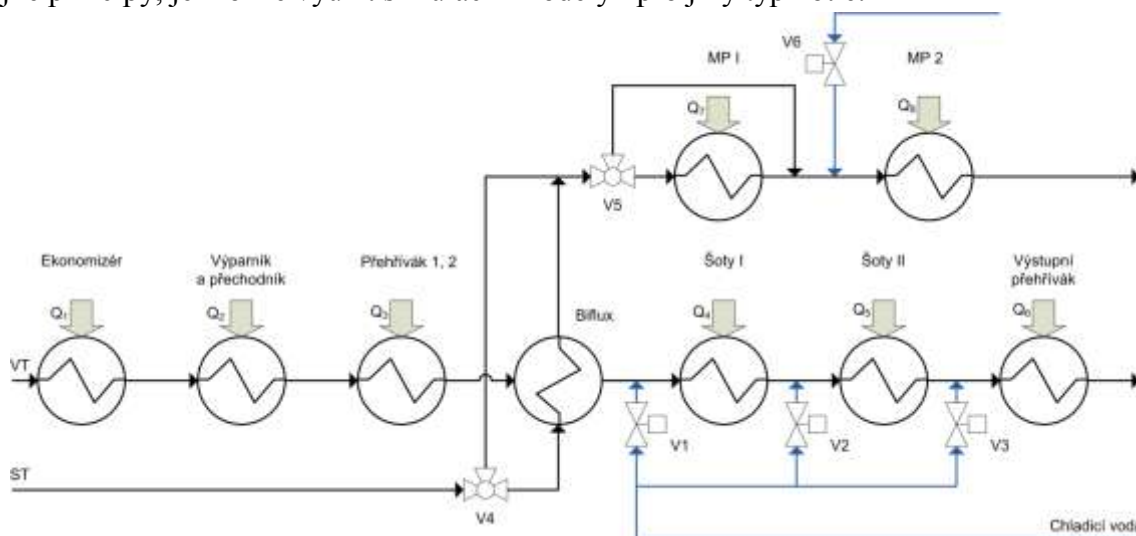 V6
MP I
MP 2
Q7
Q8
V5
Ekonomizér
Výparník
a přechodník
Přehřívák 1, 2
Šoty I
Šoty II
Výstupní
přehřívák
Q1
Q2
Q3
Biflux
Q4
Q5
Q6
VT
V1
V2
V3
ST
V4
Chladicí voda